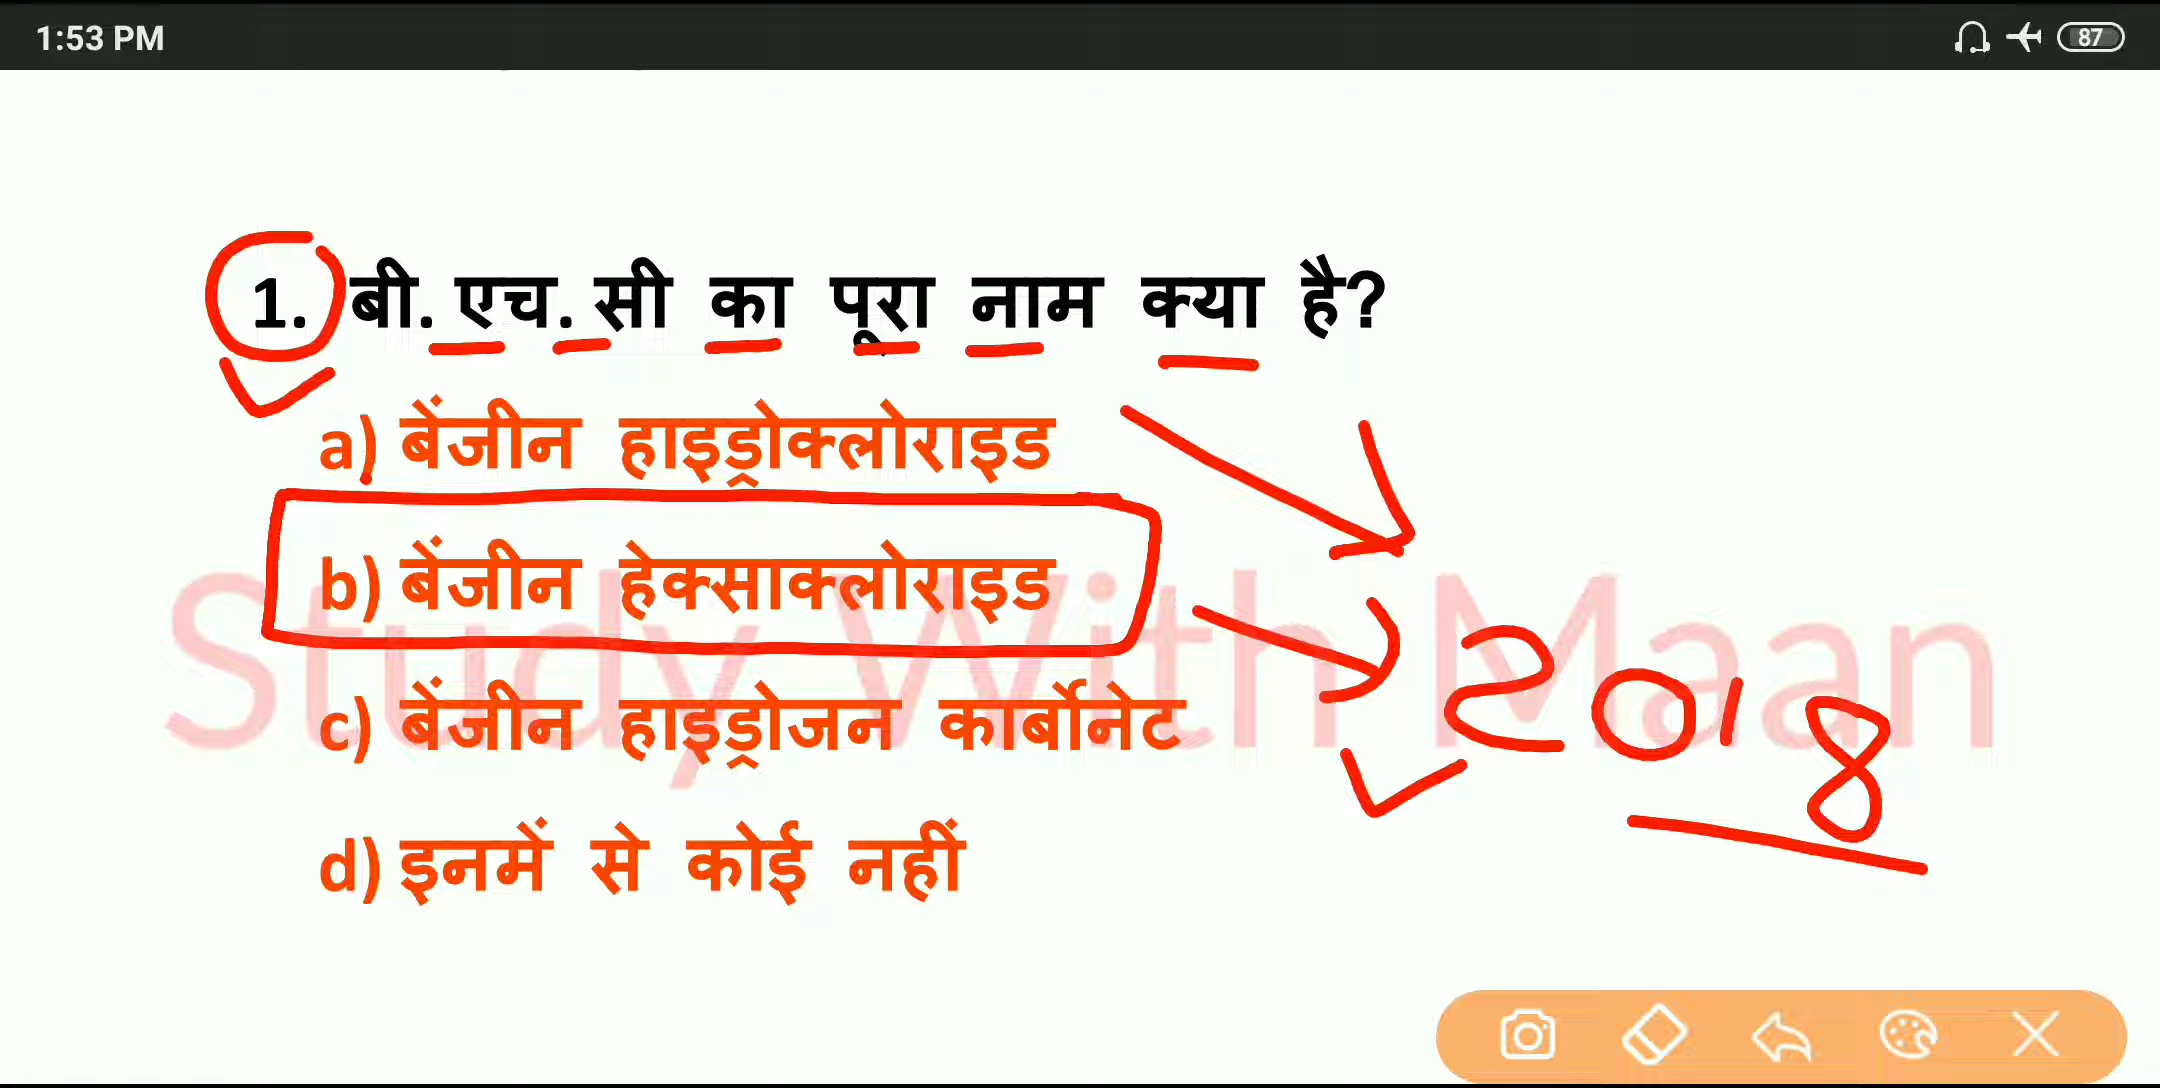 1:53 PM
87
1. बी. एच. सी का पूरा नाम क्या है?
a) बेंजीन हाइड्रोक्लोराइड
b) बेंजीन हेक्साक्लोराइड
c) बेंजीन हाइड्रोजन कार्बोनेट
d) इनमें से कोई नहीं
Study With Maan
2018